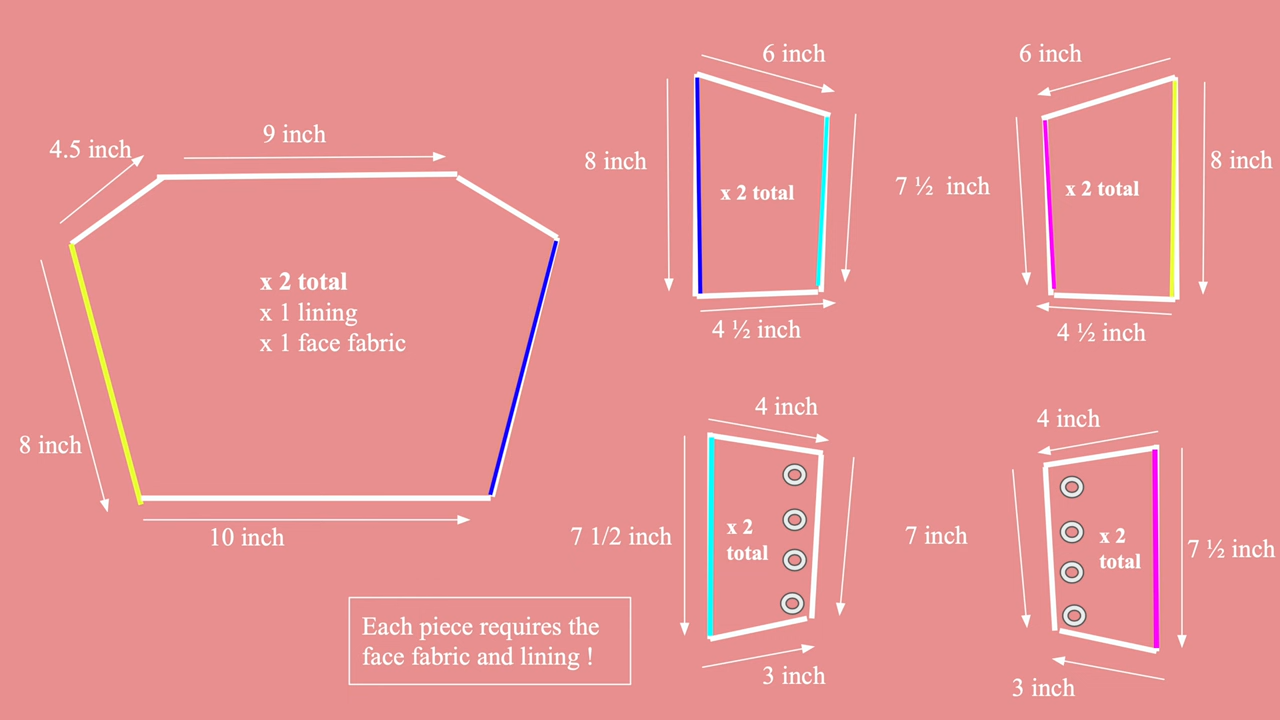 4.5 inch
9 inch
x 2 total
x 1 lining
x 1 face fabric
8 inch
10 inch
6 inch
8 inch
x 2 total
4 ½ inch
6 inch
7 ½ inch
x 2 total
8 inch
4 ½ inch
4 inch
7 1/2 inch
x 2
total
3 inch
4 inch
7 inch
x 2
total
7 ½ inch
3 inch
Each piece requires the
face fabric and lining !